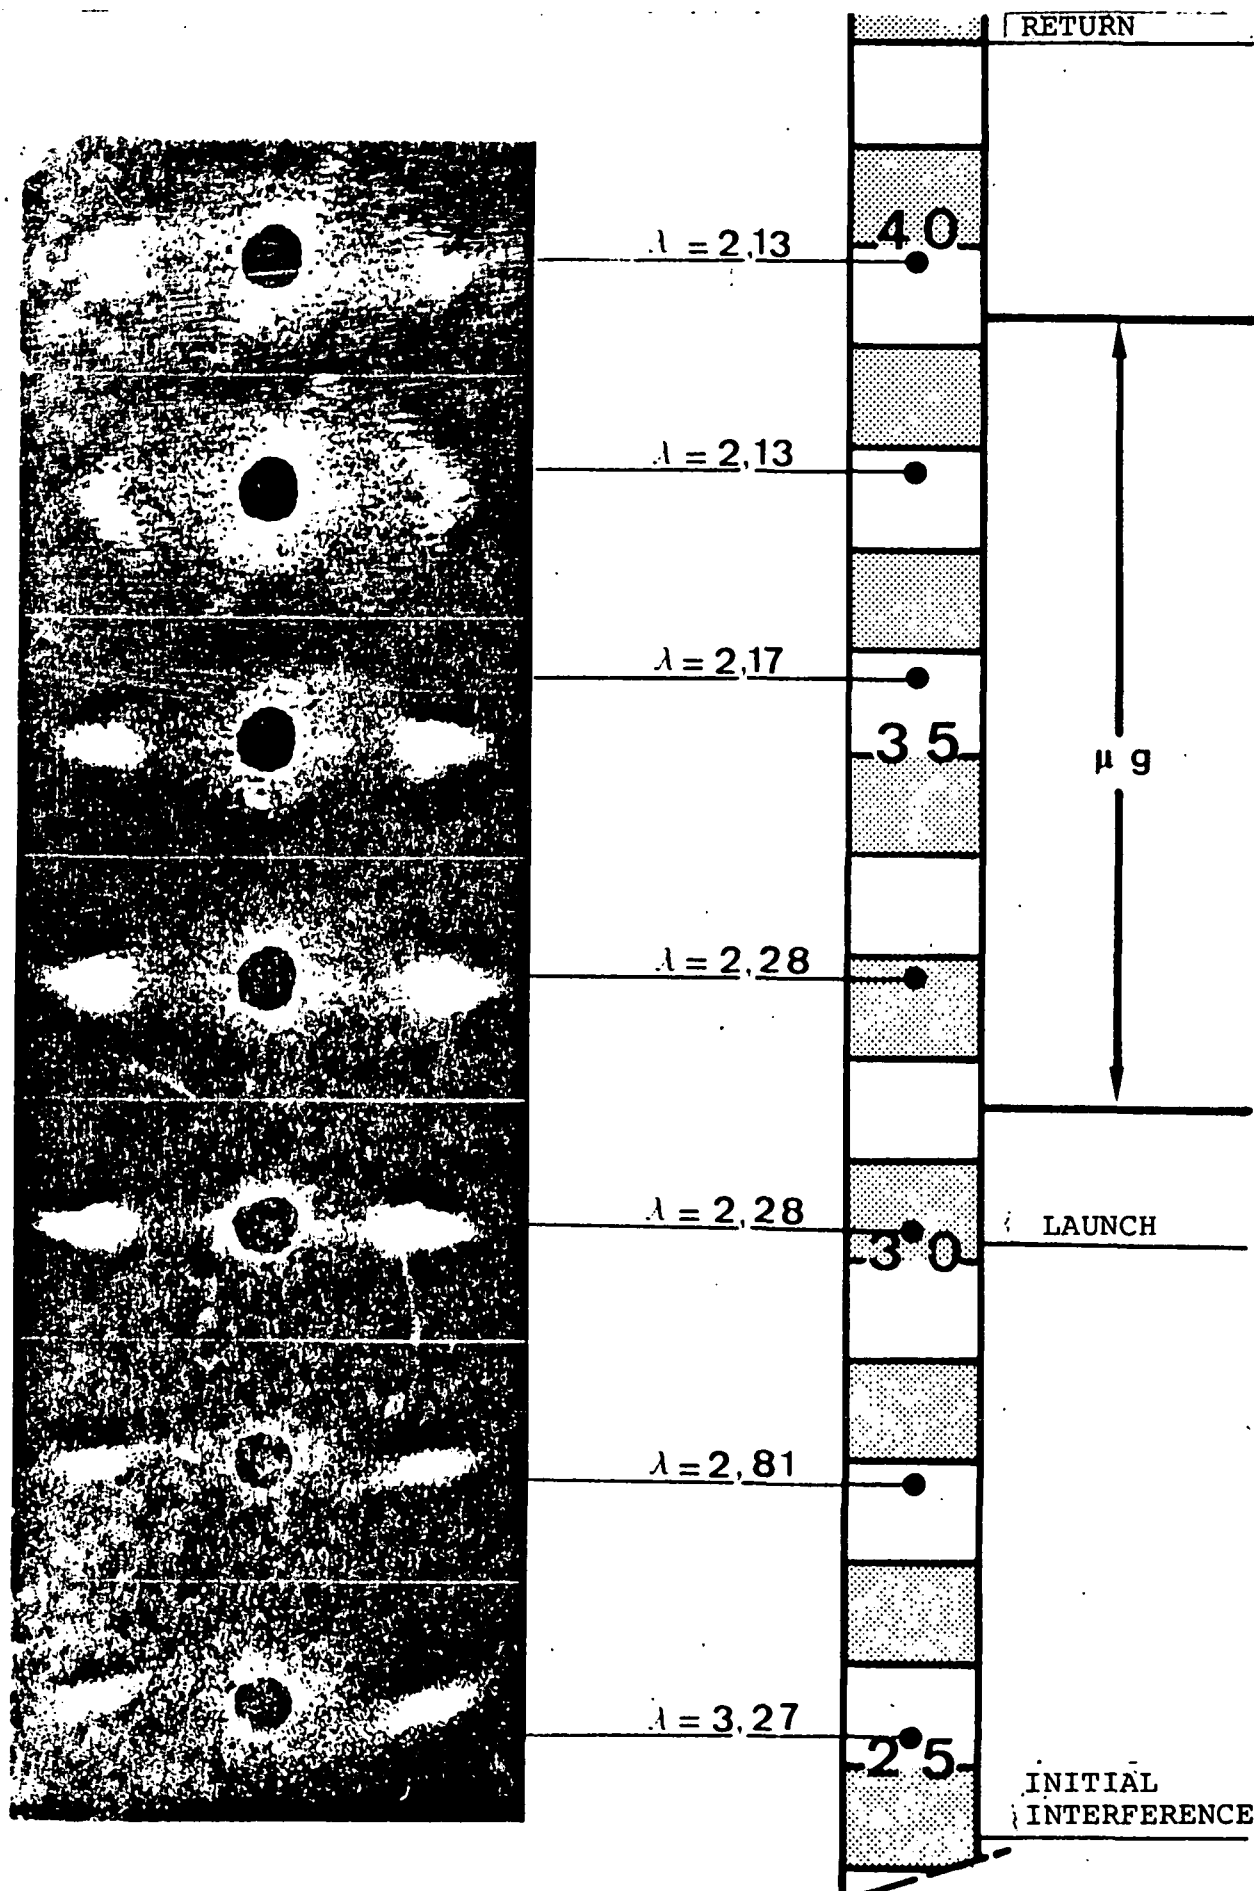 RETURN
40
λ = 2,13
λ = 2,13
λ = 2,17
35
μ g
λ = 2,28
λ = 2,28
LAUNCH
30
λ = 2,81
λ = 3,27
25
INITIAL
INTERFERENCE